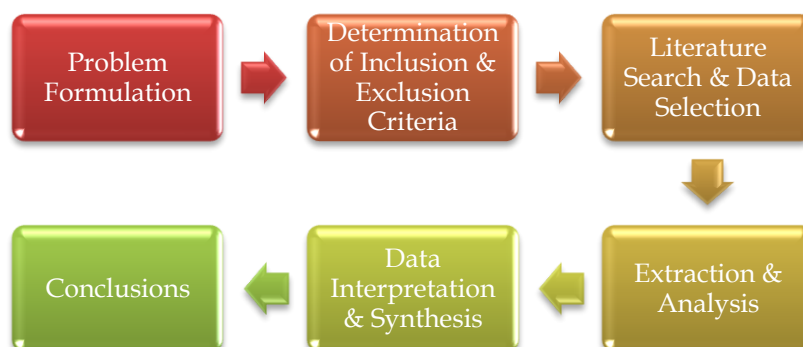 Problem
Formulation
Determination
of Inclusion &
Exclusion
Criteria
Literature
Search & Data
Selection
Extraction &
Analysis
Data
Interpretation
& Synthesis
Conclusions